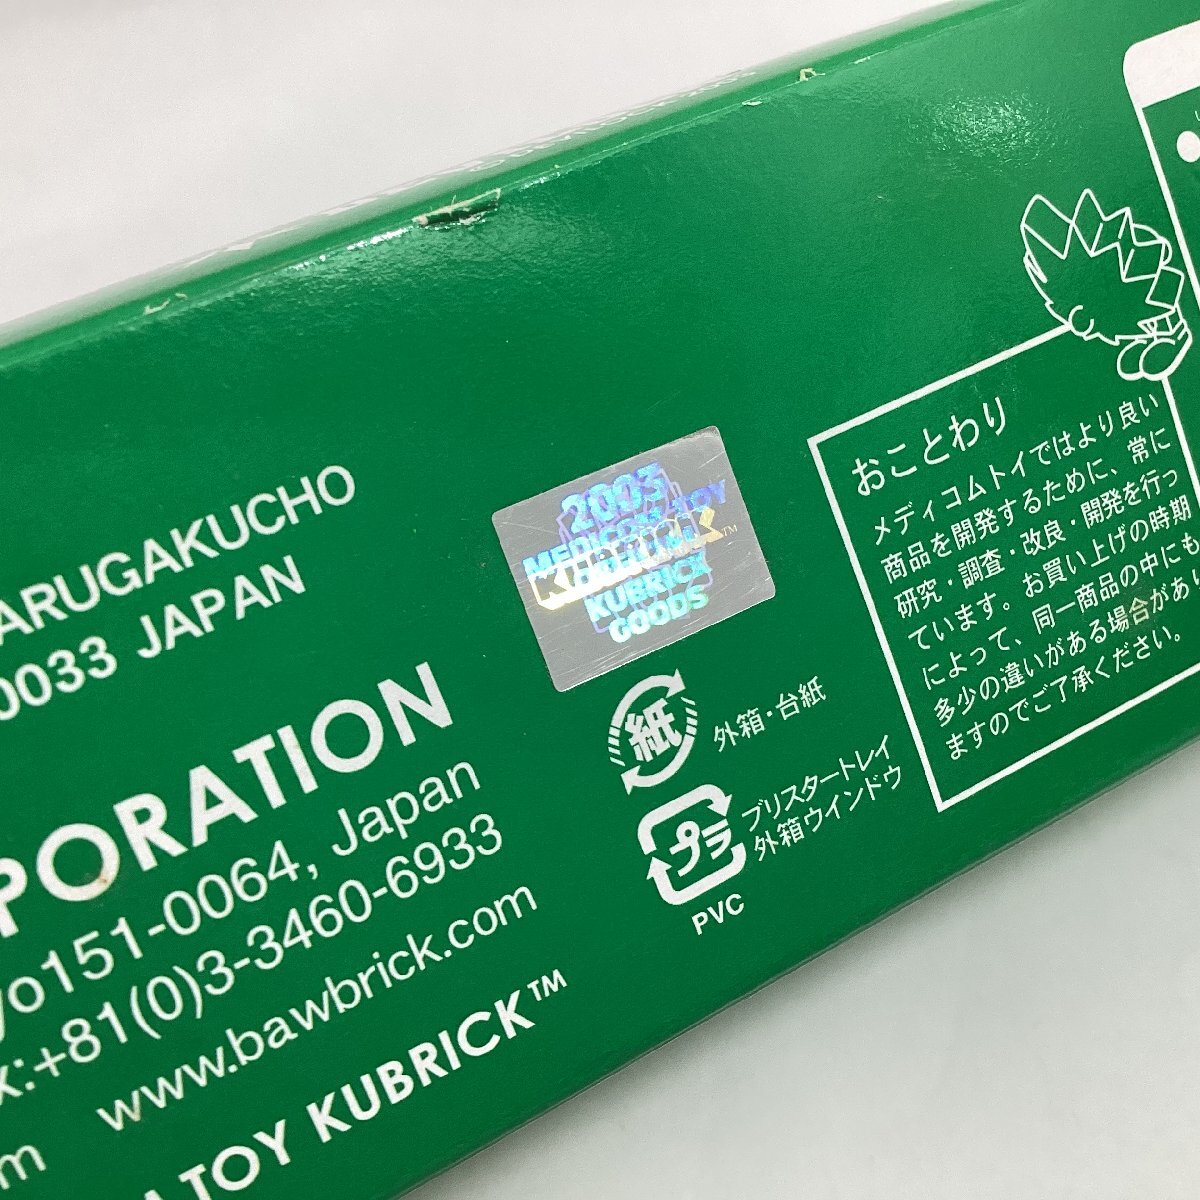 ARUGAKUCHO
0033 JAPAN
PORATION
yo151-0064, Japan
x:+81(0)3-3460-6933
www.bawbrick.com
m
TOY KUBRICK™
2003
MEDICOM TOY
KUBRICK™
KUBRICK
GOODS
紙
外箱・台紙
プラ
ブリスタートレイ
外箱ウインドウ
PVC
おことわり
メディコムトイではより良い
商品を開発するために、常に
研究・調査・改良・開発を行っ
ています。お買い上げの時期
によって、同一商品の中にも
多少の違いがある場合があり
ますのでご了承ください。